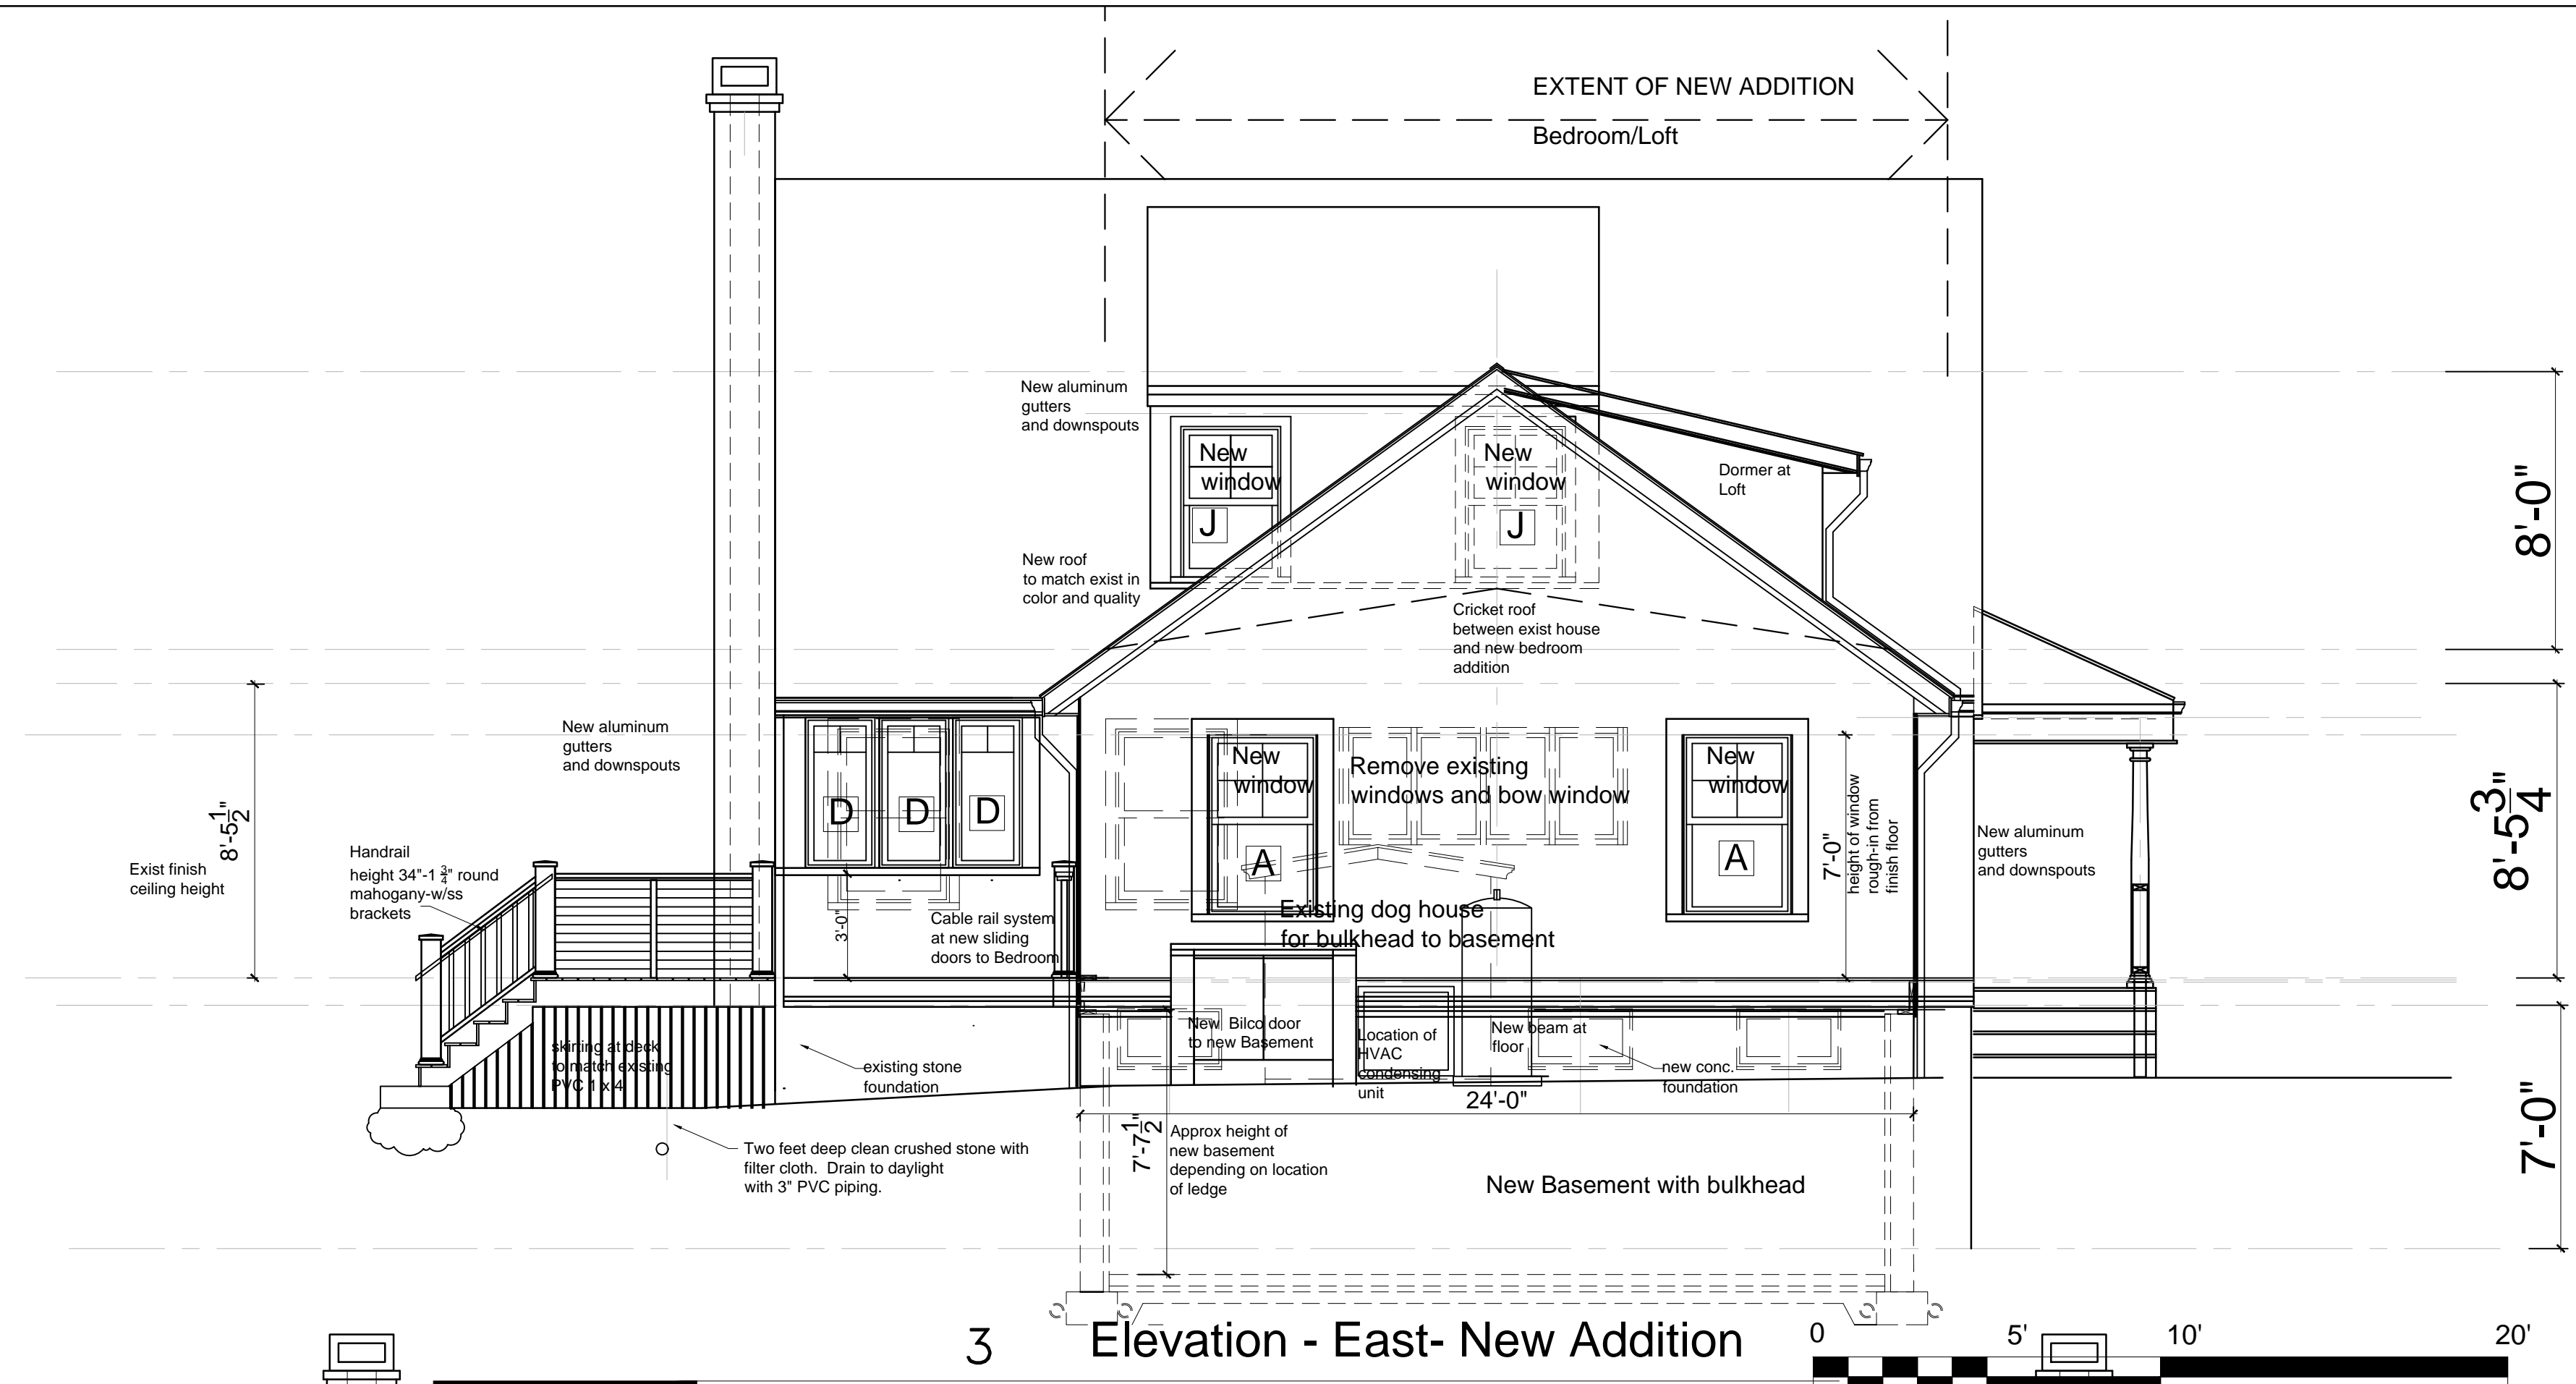 EXTENT OF NEW ADDITION
Bedroom/Loft
New aluminum
gutters
and downspouts
New
window
J
New
window
J
Dormer at
Loft
8'-0"
New roof
to match exist in
color and quality
Cricket roof
between exist house
and new bedroom
addition
New aluminum
gutters
and downspouts
8'-5 1/2"
Exist finish
ceiling height
Handrail
height 34"-1 3/4" round
mahogany-w/ss
brackets
D
D
D
3'-0"
Cable rail system
at new sliding
doors to Bedroom
New
window
A
Remove existing
windows and bow window
New
window
A
7'-0"
height of window
rough-in from
finish floor
New aluminum
gutters
and downspouts
8'-5 3/4"
Existing dog house
for bulkhead to basement
skirting at deck
to match existing
PVC 1 x 4
existing stone
foundation
New Bilco door
to new Basement
Location of
HVAC
condensing
unit
New beam at
floor
new conc.
foundation
24'-0"
7'-0"
Two feet deep clean crushed stone with
filter cloth. Drain to daylight
with 3" PVC piping.
7'-7 1/2"
Approx height of
new basement
depending on location
of ledge
New Basement with bulkhead
3
Elevation - East- New Addition
0 5' 10' 20'